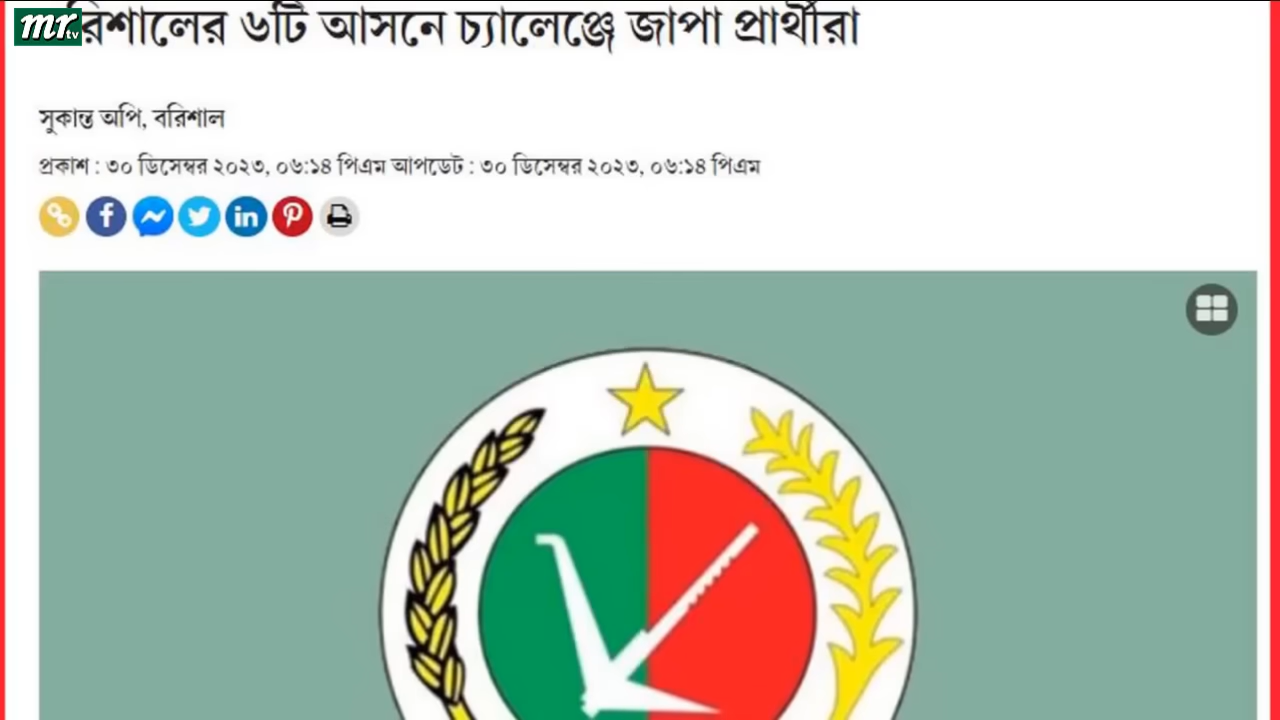 mr tv
রিশালের ৬টি আসনে চ্যালেঞ্জে জাপা প্রার্থীরা
সুকান্ত অপি, বরিশাল
প্রকাশ : ৩০ ডিসেম্বর ২০২৩, ০৬:১৪ পিএম আপডেট : ৩০ ডিসেম্বর ২০২৩, ০৬:১৪ পিএম